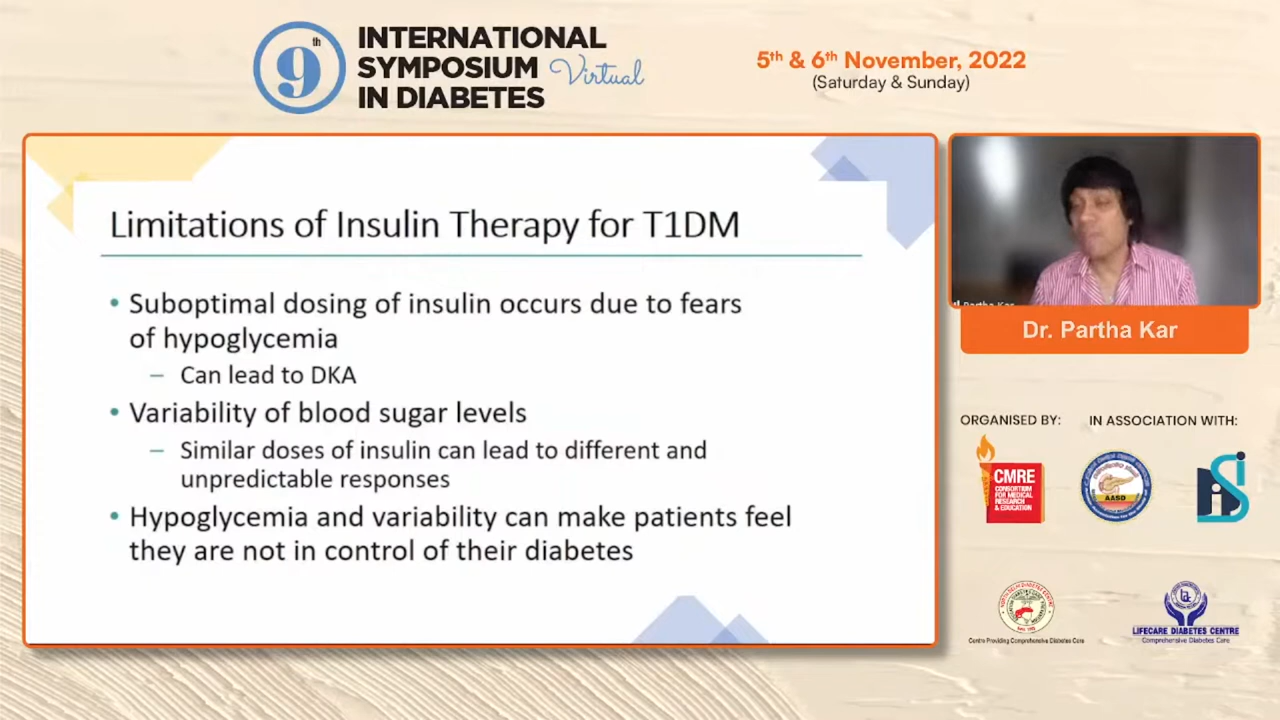 9th
INTERNATIONAL
SYMPOSIUM Virtual
IN DIABETES
5th & 6th November, 2022
(Saturday & Sunday)
Limitations of Insulin Therapy for T1DM
• Suboptimal dosing of insulin occurs due to fears
of hypoglycemia
– Can lead to DKA
• Variability of blood sugar levels
– Similar doses of insulin can lead to different and
unpredictable responses
• Hypoglycemia and variability can make patients feel
they are not in control of their diabetes
Partha Kar
Dr. Partha Kar
ORGANISED BY:
IN ASSOCIATION WITH:
CMRE
CONSORTIUM
FOR MEDICAL
RESEARCH
& EDUCATION
AASD
Centre Providing Comprehensive Diabetes Care
LIFECARE DIABETES CENTRE
Comprehensive Diabetes Care